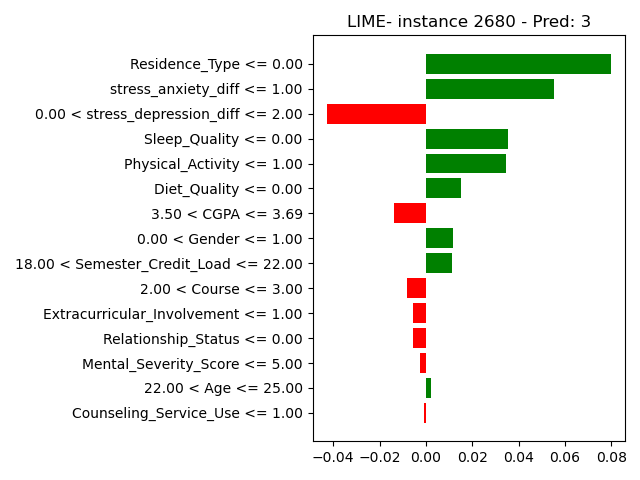 LIME- instance 2680 - Pred: 3
Residence_Type <= 0.00
stress_anxiety_diff <= 1.00
0.00 < stress_depression_diff <= 2.00
Sleep_Quality <= 0.00
Physical_Activity <= 1.00
Diet_Quality <= 0.00
3.50 < CGPA <= 3.69
0.00 < Gender <= 1.00
18.00 < Semester_Credit_Load <= 22.00
2.00 < Course <= 3.00
Extracurricular_Involvement <= 1.00
Relationship_Status <= 0.00
Mental_Severity_Score <= 5.00
22.00 < Age <= 25.00
Counseling_Service_Use <= 1.00
−0.04 −0.02 0.00 0.02 0.04 0.06 0.08